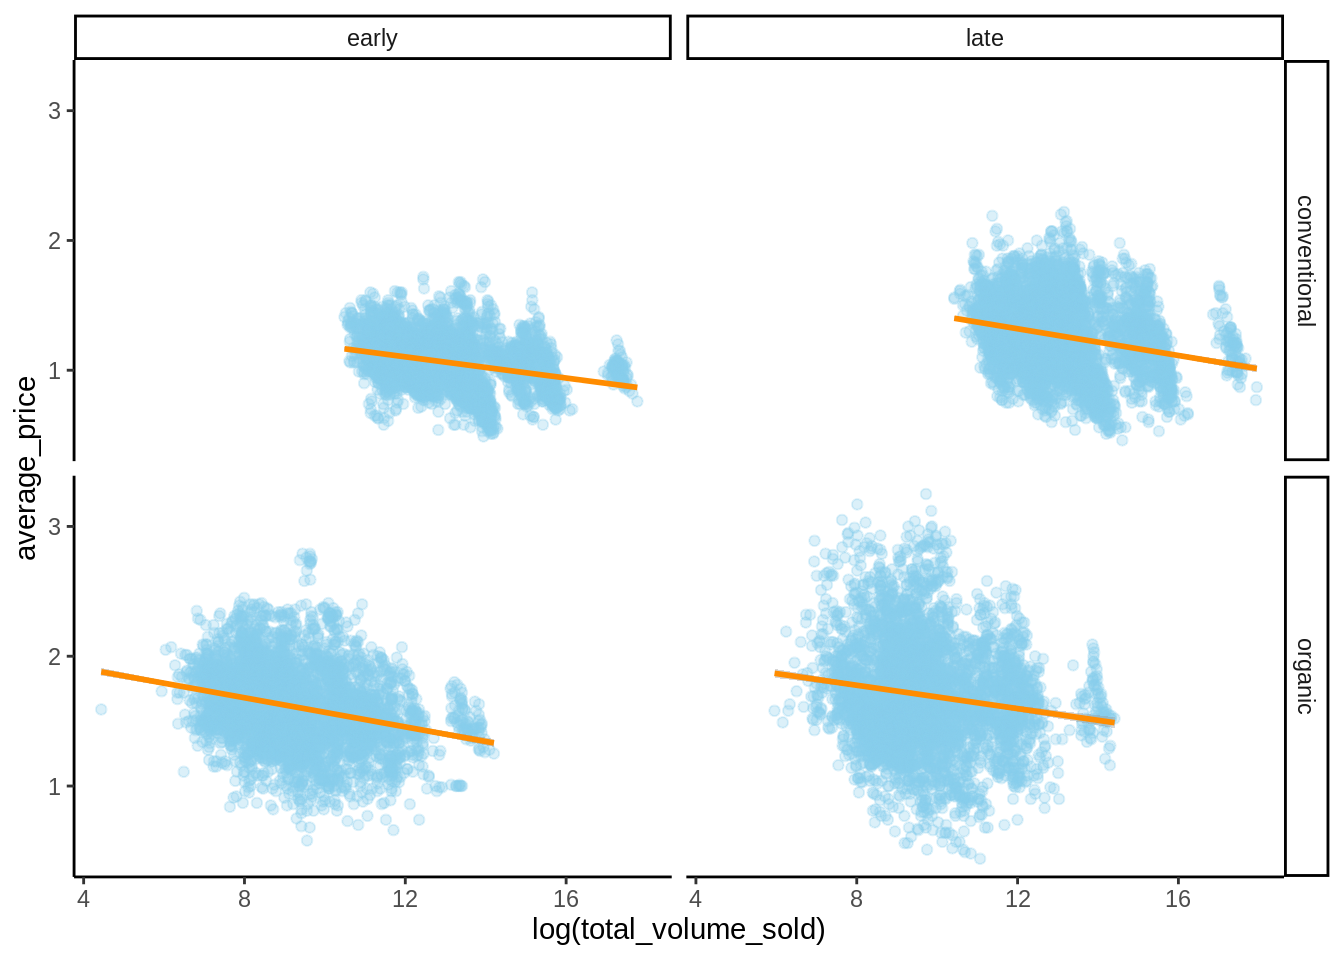 early
late
3
2
1
conventional
average_price
3
2
1
organic
4
8
12
16
4
8
12
16
log(total_volume_sold)